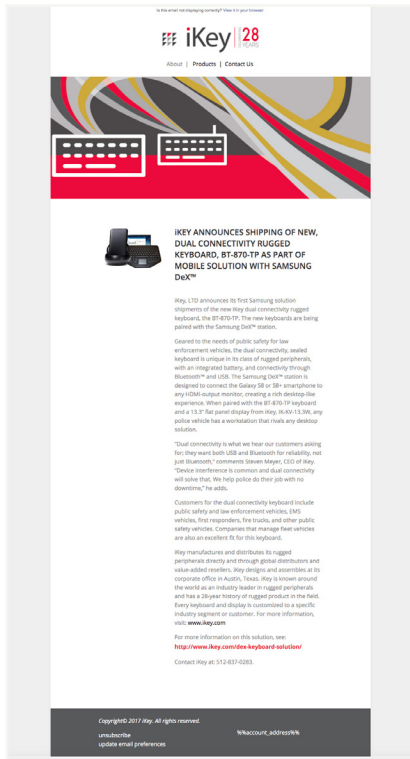 Is this email not displaying correctly? View it in your browser.
iKey 28 YEARS
About | Products | Contact Us
iKEY ANNOUNCES SHIPPING OF NEW,
DUAL CONNECTIVITY RUGGED
KEYBOARD, BT-870-TP AS PART OF
MOBILE SOLUTION WITH SAMSUNG
DeX™
iKey, LTD announces its first Samsung solution
shipments of the new iKey dual connectivity rugged
keyboard, the BT-870-TP. The new keyboards are being
paired with the Samsung DeX™ station.
Geared to the needs of public safety for law
enforcement vehicles, the dual connectivity, sealed
keyboard is unique in its class of rugged peripherals,
with an integrated battery, and connectivity through
Bluetooth™ and USB. The Samsung DeX™ station is
designed to connect the Galaxy S8 or S8+ smartphone to
any HDMI-output monitor, creating a rich desktop-like
experience. When paired with the BT-870-TP keyboard
and a 13.3" flat panel display from iKey, IK-KV-13.3W, any
police vehicle has a workstation that rivals any desktop
solution.
"Dual connectivity is what we hear our customers asking
for; they want both USB and Bluetooth for reliability, not
just Bluetooth," comments Steven Meyer, CEO of iKey.
"Device interference is common and dual connectivity
will solve that. We help police do their job with no
downtime," he adds.
Customers for the dual connectivity keyboard include
public safety and law enforcement vehicles, EMS
vehicles, first responders, fire trucks, and other public
safety vehicles. Companies that manage fleet vehicles
are also an excellent fit for this keyboard.
iKey manufactures and distributes its rugged
peripherals directly and through global distributors and
value-added resellers. iKey designs and assembles at its
corporate office in Austin, Texas. iKey is known around
the world as an industry leader in rugged peripherals
and has a 28-year history of rugged product in the field.
Every keyboard and display is customized to a specific
industry segment or customer. For more information,
visit: www.ikey.com
For more information on this solution, see:
http://www.ikey.com/dex-keyboard-solution/
Contact iKey at: 512-837-0283.
Copyright© 2017 iKey. All rights reserved.
unsubscribe
update email preferences
%%account_address%%